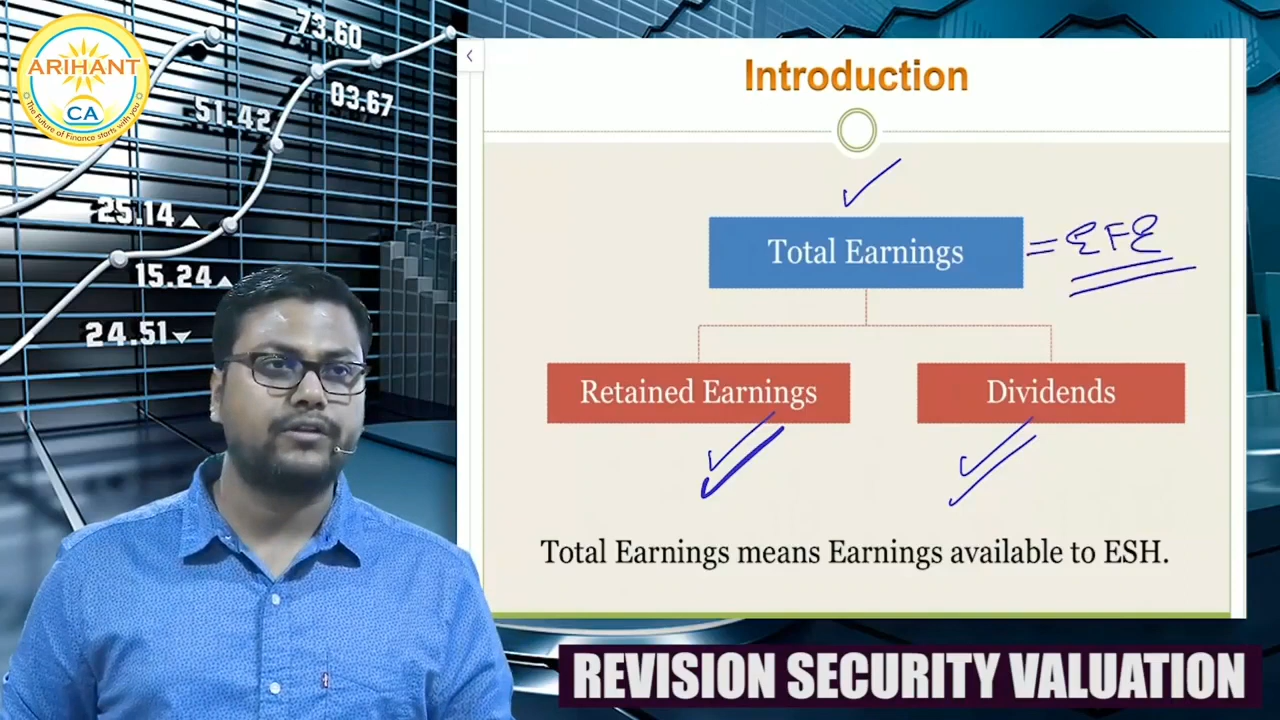 ARIHANT
CA
The Future of Finance starts with you
73.60
51.42
03.67
25.14
15.24
24.51
Introduction
Total Earnings
= EFE
Retained Earnings
Dividends
Total Earnings means Earnings available to ESH.
REVISION SECURITY VALUATION